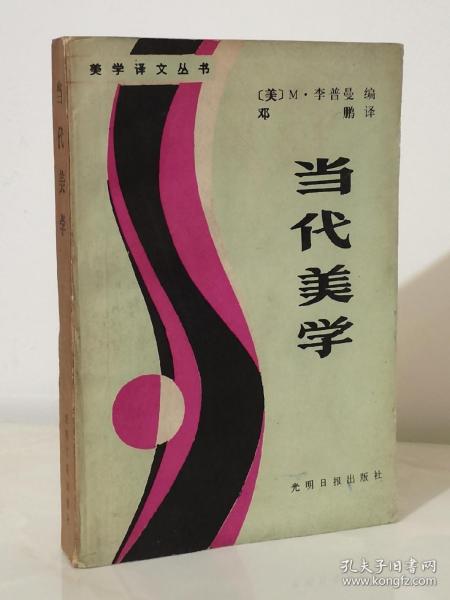 美学译文丛书
〔美〕M·李普曼 编
邓 鹏 译
当代美学
光明日报出版社
当代美学
孔夫子旧书网
www.kongfz.com